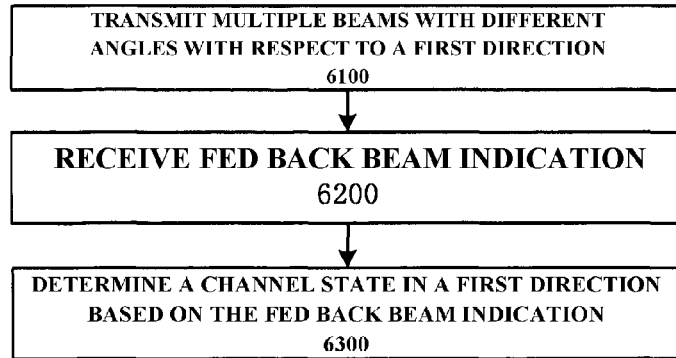 TRANSMIT MULTIPLE BEAMS WITH DIFFERENT
ANGLES WITH RESPECT TO A FIRST DIRECTION
6100
RECEIVE FED BACK BEAM INDICATION
6200
DETERMINE A CHANNEL STATE IN A FIRST DIRECTION
BASED ON THE FED BACK BEAM INDICATION
6300